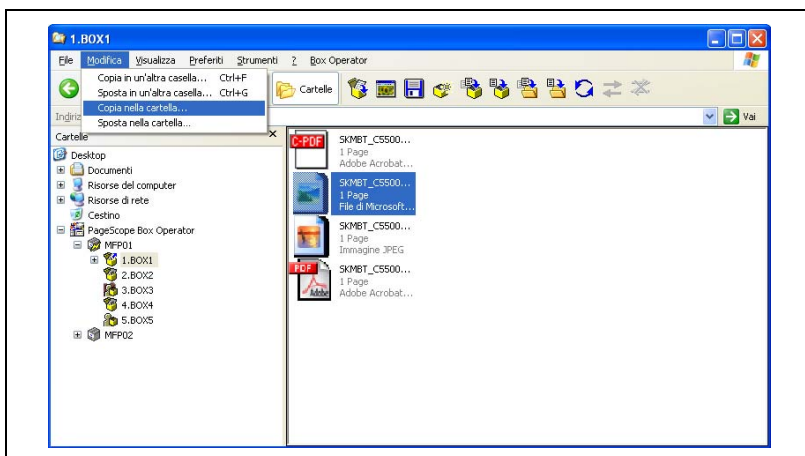 1.BOX1
File Modifica Visualizza Preferiti Strumenti ? Box Operator
Copia in un'altra casella... Ctrl+F
Sposta in un'altra casella... Ctrl+G
Copia nella cartella...
Sposta nella cartella...
Cartelle
Vai
Cartelle
Desktop
Documenti
Risorse del computer
Risorse di rete
Cestino
PageScope Box Operator
MFP01
1.BOX1
2.BOX2
3.BOX3
4.BOX4
5.BOX5
MFP02
C-PDF
SKMBT_C5500...
1 Page
Adobe Acrobat...
SKMBT_C5500...
1 Page
File di Microsoft...
SKMBT_C5500...
1 Page
Immagine JPEG
PDF
Adobe
SKMBT_C5500...
1 Page
Adobe Acrobat...